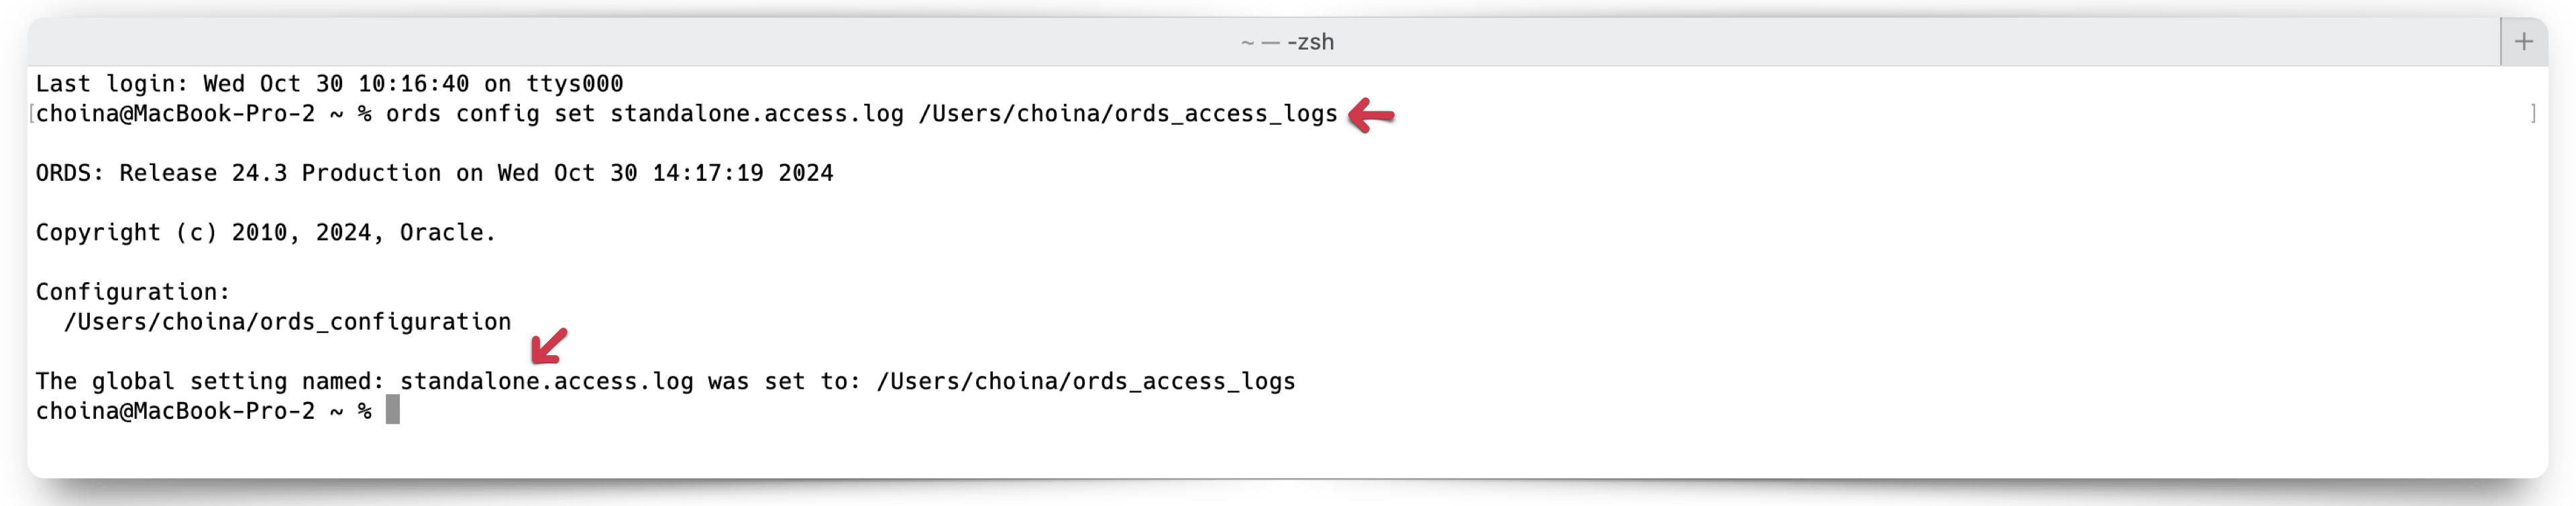 ~ — -zsh
Last login: Wed Oct 30 10:16:40 on ttys000
[choina@MacBook-Pro-2 ~ % ords config set standalone.access.log /Users/choina/ords_access_logs ]
ORDS: Release 24.3 Production on Wed Oct 30 14:17:19 2024
Copyright (c) 2010, 2024, Oracle.
Configuration:
/Users/choina/ords_configuration
The global setting named: standalone.access.log was set to: /Users/choina/ords_access_logs
choina@MacBook-Pro-2 ~ %